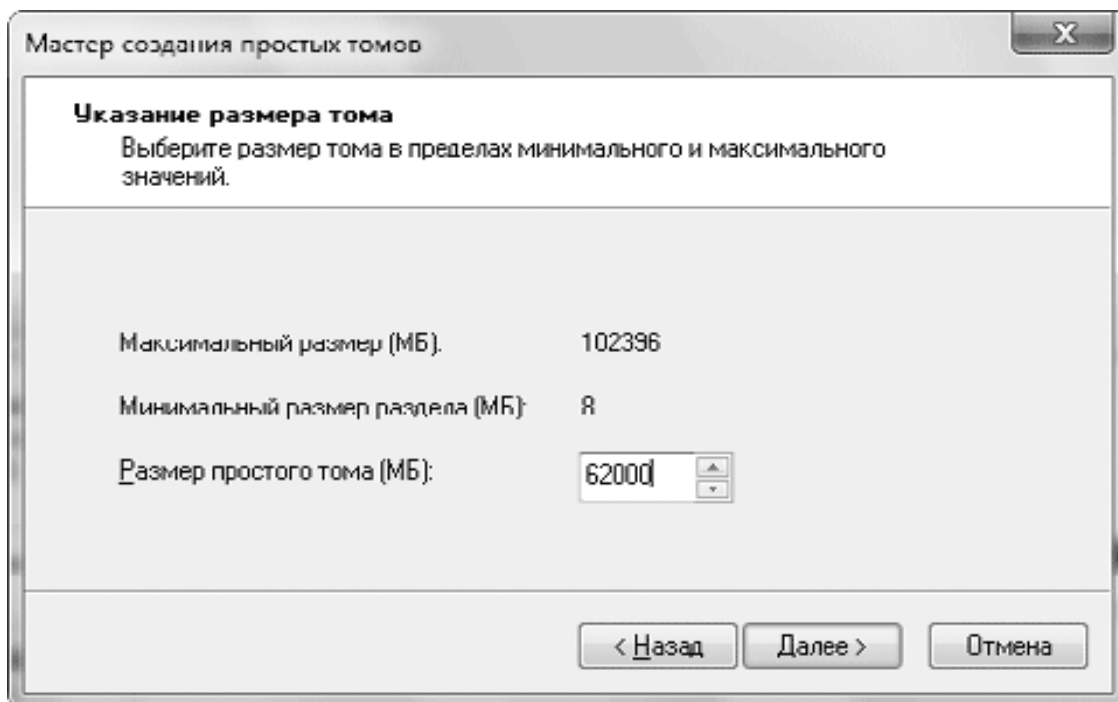 Мастер создания простых томов
Указание размера тома
Выберите размер тома в пределах минимального и максимального
значений.
Максимальный размер (МБ): 102396
Минимальный размер раздела (МБ): 8
Размер простого тома (МБ): 62000
< Назад Далее > Отмена